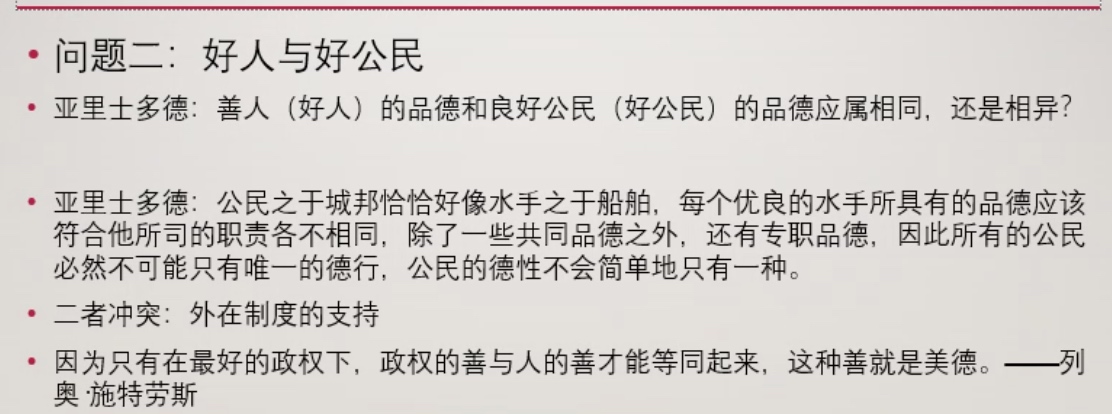 • 问题二：好人与好公民
• 亚里士多德：善人（好人）的品德和良好公民（好公民）的品德应属相同，还是相异？
• 亚里士多德：公民之于城邦恰恰好像水手之于船舶，每个优良的水手所具有的品德应该
符合他所司的职责各不相同，除了一些共同品德之外，还有专职品德，因此所有的公民
必然不可能只有唯一的德行，公民的德性不会简单地只有一种。
• 二者冲突：外在制度的支持
• 因为只有在最好的政权下，政权的善与人的善才能等同起来，这种善就是美德。——列
奥·施特劳斯